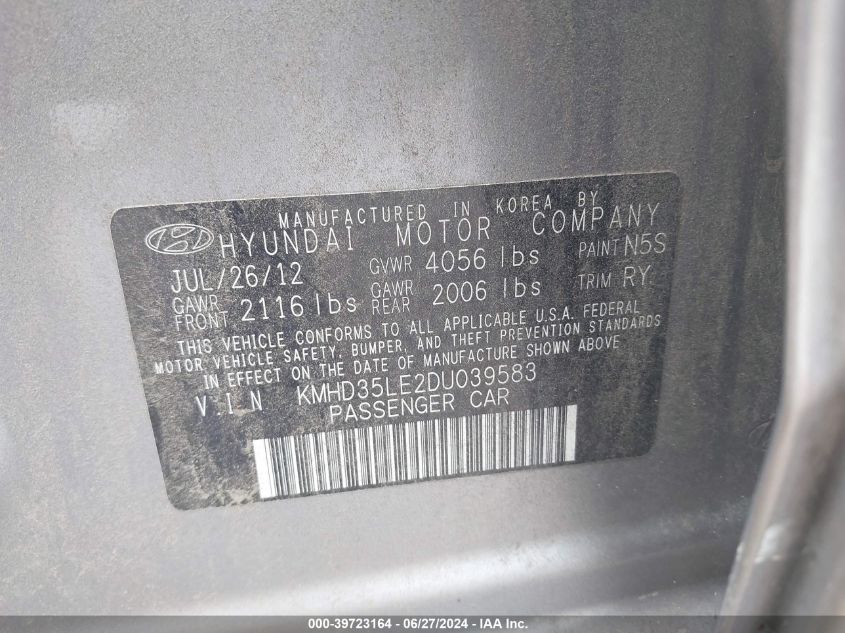 MANUFACTURED IN KOREA BY
HYUNDAI MOTOR COMPANY
JUL/26/12 GVWR 4056 lbs PAINT N5S
GAWR FRONT 2116 lbs GAWR REAR 2006 lbs TRIM RY
THIS VEHICLE CONFORMS TO ALL APPLICABLE U.S.A. FEDERAL
MOTOR VEHICLE SAFETY, BUMPER, AND THEFT PREVENTION STANDARDS
IN EFFECT ON THE DATE OF MANUFACTURE SHOWN ABOVE
V.I.N KMHD35LE2DU039583
PASSENGER CAR
000-39723164 - 06/27/2024 - IAA Inc.